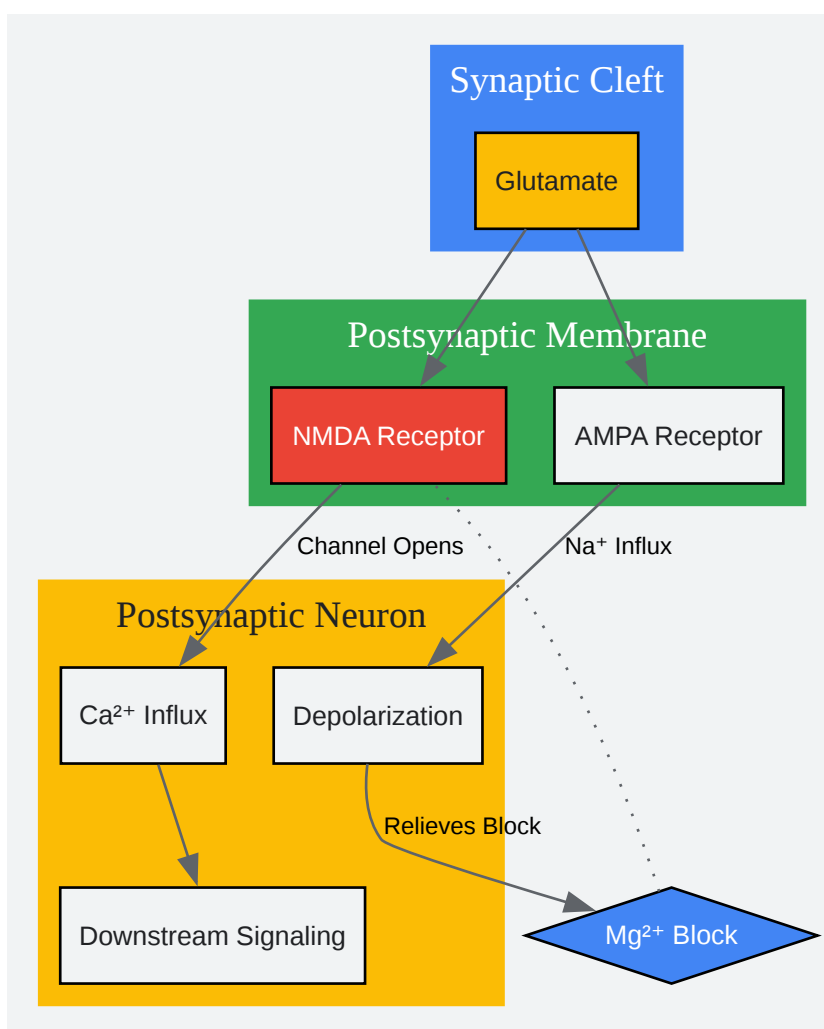 Synaptic Cleft
Glutamate
Postsynaptic Membrane
NMDA Receptor
AMPA Receptor
Channel Opens
Na⁺ Influx
Postsynaptic Neuron
Ca²⁺ Influx
Depolarization
Relieves Block
Downstream Signaling
Mg²⁺ Block